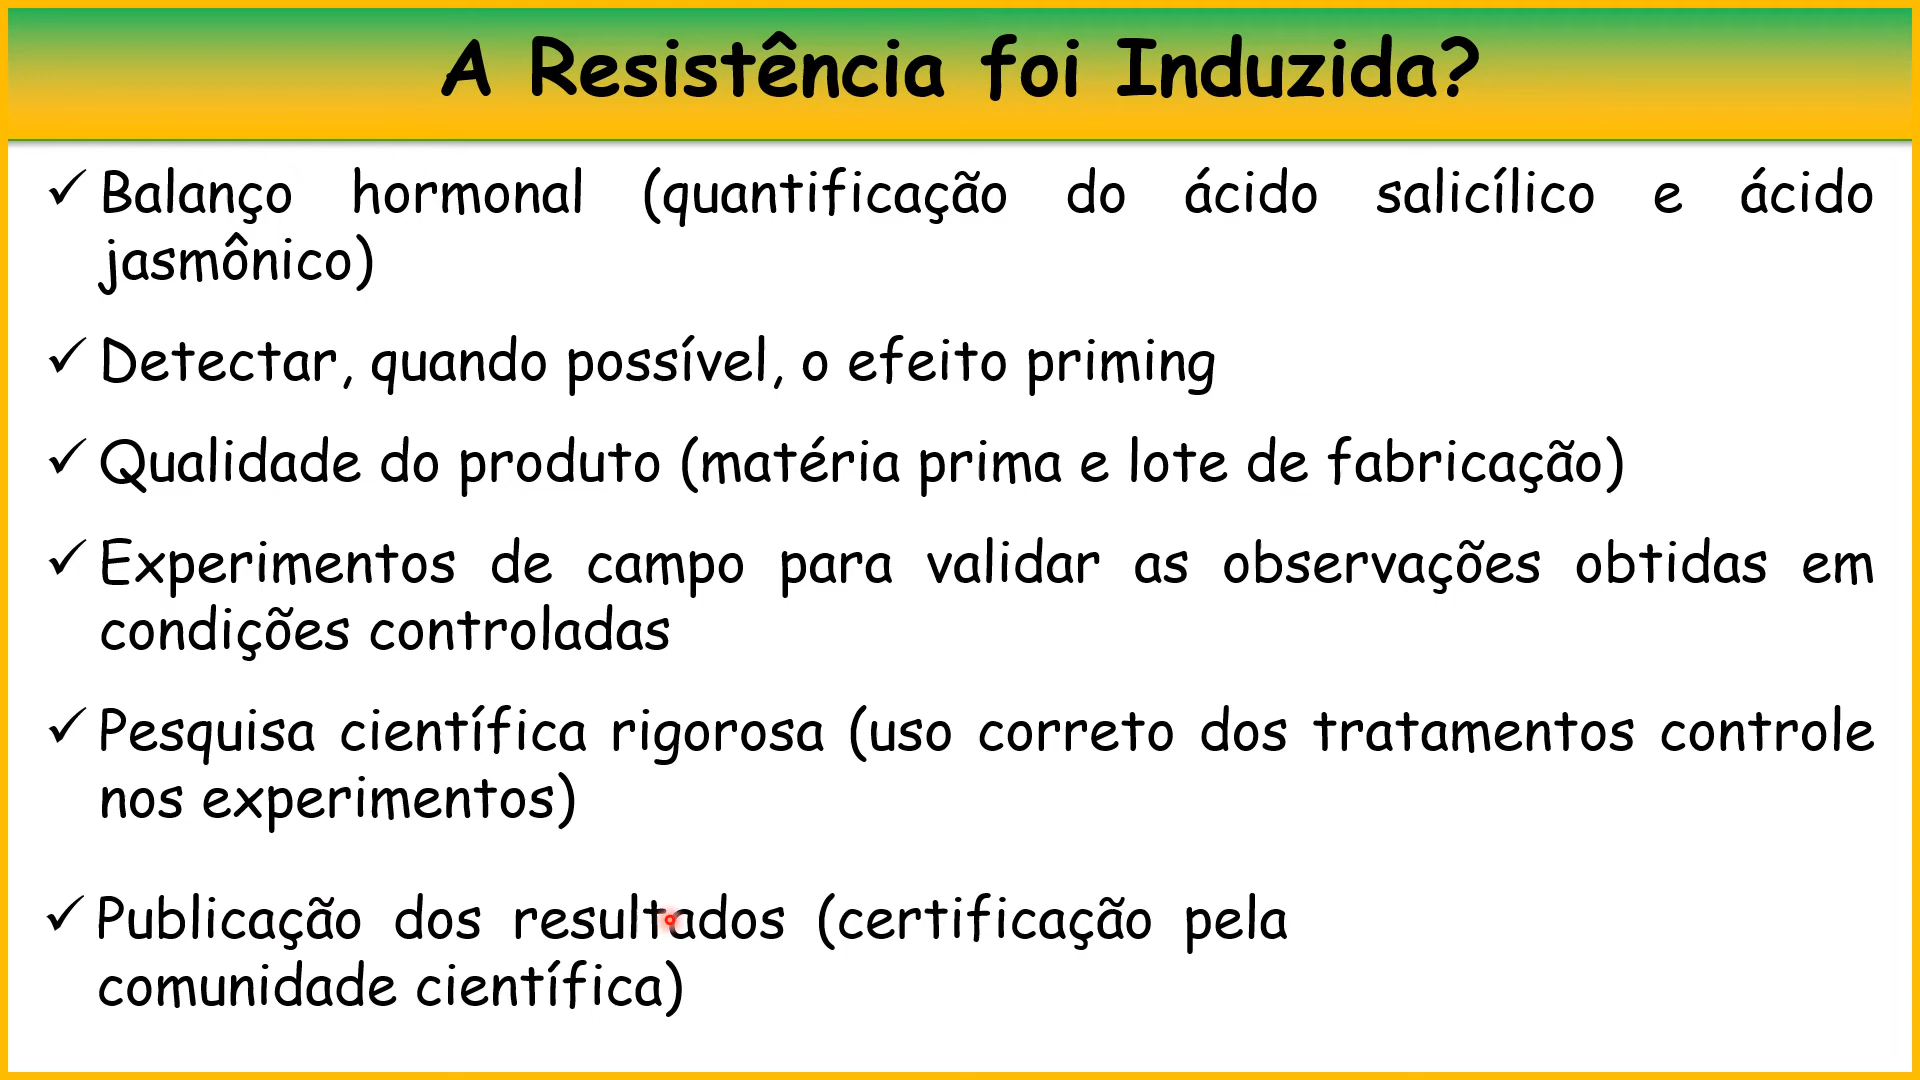 A Resistência foi Induzida?
✓ Balanço hormonal (quantificação do ácido salicílico e ácido
jasmônico)
✓ Detectar, quando possível, o efeito priming
✓ Qualidade do produto (matéria prima e lote de fabricação)
✓ Experimentos de campo para validar as observações obtidas em
condições controladas
✓ Pesquisa científica rigorosa (uso correto dos tratamentos controle
nos experimentos)
✓ Publicação dos resultados (certificação pela
comunidade científica)